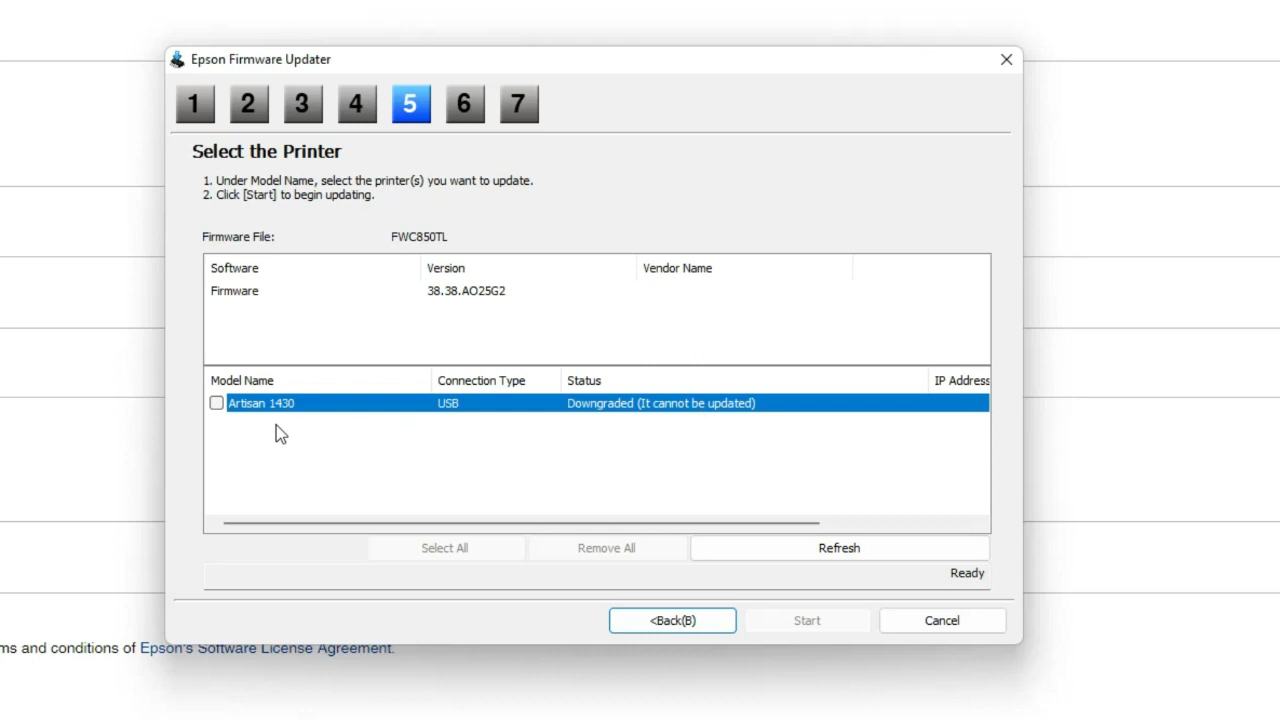 Epson Firmware Updater
1 2 3 4 5 6 7
Select the Printer
1. Under Model Name, select the printer(s) you want to update.
2. Click [Start] to begin updating.
Firmware File: FWC850TL
Software Version Vendor Name
Firmware 38.38.AO25G2
Model Name Connection Type Status IP Address
Artisan 1430 USB Downgraded (It cannot be updated)
Select All Remove All Refresh
Ready
<Back(B) Start Cancel
ms and conditions of Epson's Software License Agreement.